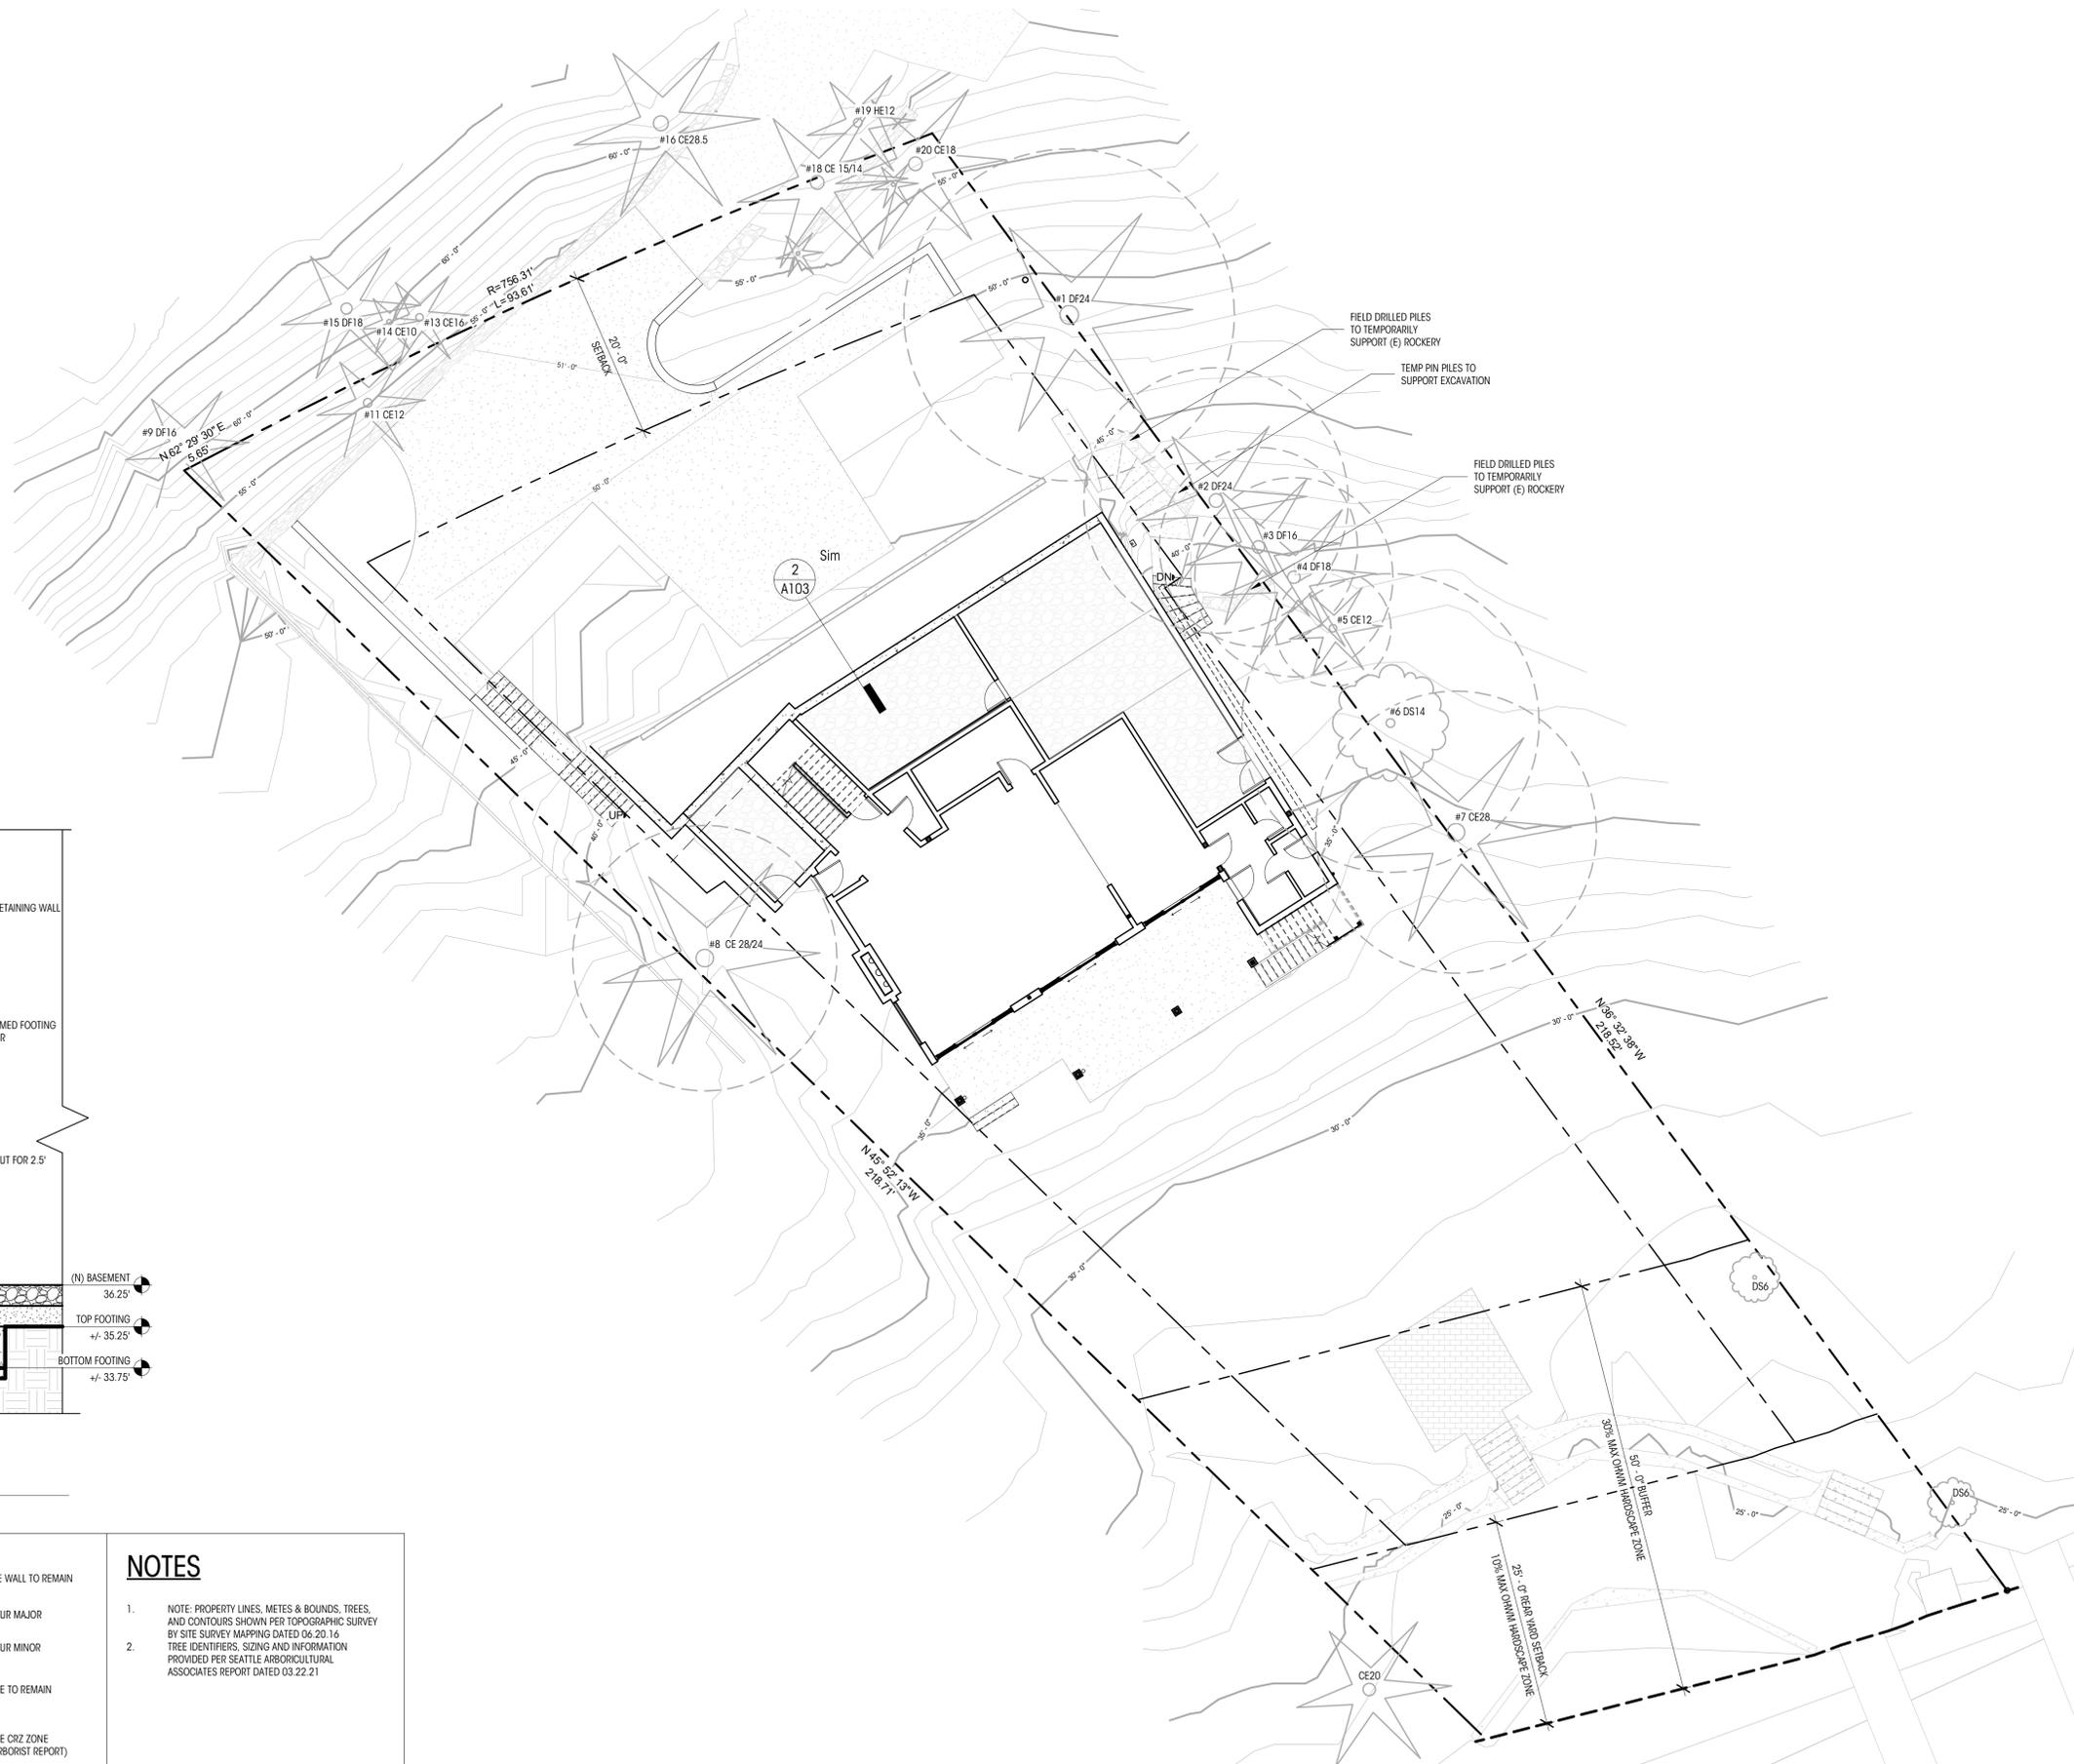 #16 CE28.5
#19 HE12
#20 CE18
#18 CE 15/14
60' - 0"
55' - 0"
60' - 0"
R=756.31'
L=93.61'
55' - 0"
55' - 0"
50' - 0"
#1 DF24
#15 DF18
#14 CE10
#13 CE16
20' - 0"
SETBACK
51' - 0"
#11 CE12
#9 DF16
60' - 0"
N 62° 29' 30" E
5.65'
55' - 0"
50' - 0"
50' - 0"
45' - 0"
FIELD DRILLED PILES
TO TEMPORARILY
SUPPORT (E) ROCKERY
TEMP PIN PILES TO
SUPPORT EXCAVATION
FIELD DRILLED PILES
TO TEMPORARILY
SUPPORT (E) ROCKERY
#2 DF24
#3 DF16
#4 DF18
#5 CE12
40' - 0"
DN
Sim
2
A103
#6 DS14
#7 CE28
35' - 0"
45' - 0"
40' - 0"
UP
#8 CE 28/24
N 36° 32' 38" W
218.52'
30' - 0"
30' - 0"
35' - 0"
N 45° 52' 13" W
218.71'
30' - 0"
DS6
50' - 0" BUFFER
30% MAX OHWM HARDSCAPE ZONE
25' - 0"
25' - 0"
DS6
25' - 0"
25' - 0" REAR YARD SETBACK
10% MAX OHWM HARDSCAPE ZONE
CE20
ETAINING WALL
MED FOOTING
R
UT FOR 2.5'
(N) BASEMENT
36.25'
TOP FOOTING
+/- 35.25'
BOTTOM FOOTING
+/- 33.75'
E WALL TO REMAIN
UR MAJOR
UR MINOR
E TO REMAIN
E CRZ ZONE
RBORIST REPORT)
NOTES
1. NOTE: PROPERTY LINES, METES & BOUNDS, TREES,
AND CONTOURS SHOWN PER TOPOGRAPHIC SURVEY
BY SITE SURVEY MAPPING DATED 06.20.16
2. TREE IDENTIFIERS, SIZING AND INFORMATION
PROVIDED PER SEATTLE ARBORICULTURAL
ASSOCIATES REPORT DATED 03.22.21